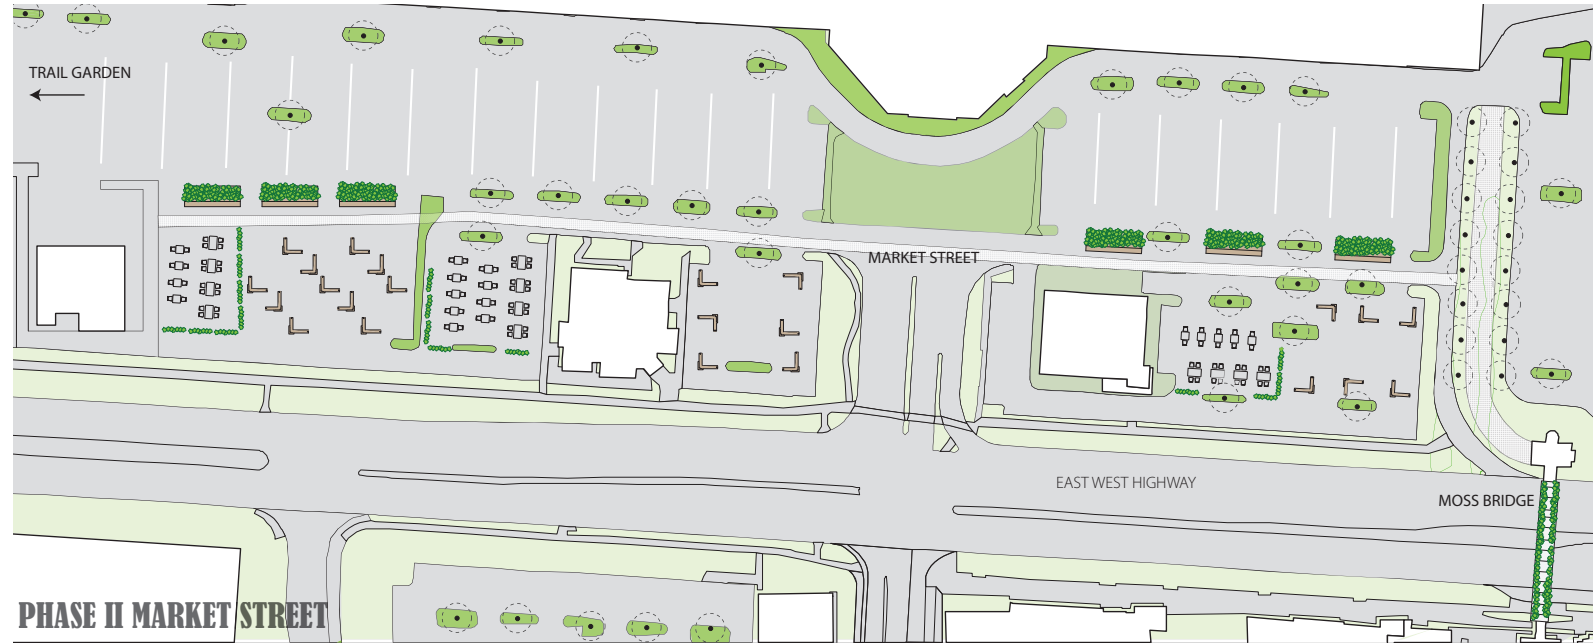 TRAIL GARDEN
MARKET STREET
EAST WEST HIGHWAY
MOSS BRIDGE
PHASE II MARKET STREET